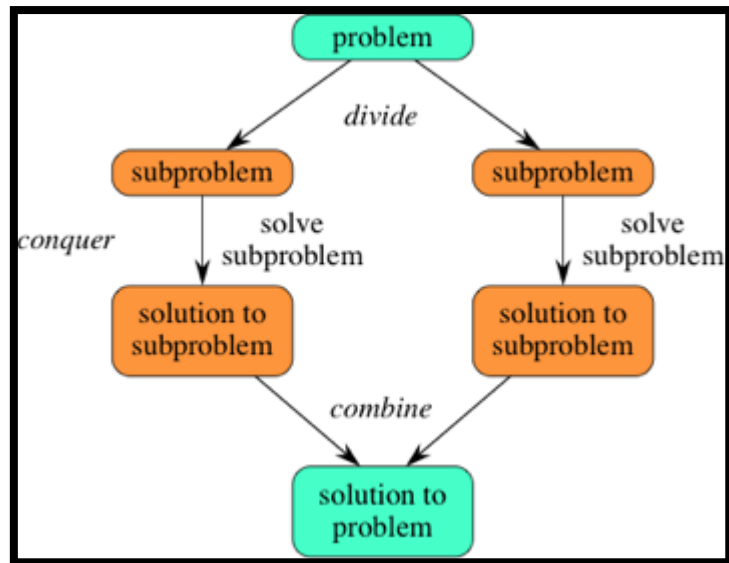 problem
divide
subproblem
subproblem
conquer
solve
subproblem
solve
subproblem
solution to
subproblem
solution to
subproblem
combine
solution to
problem